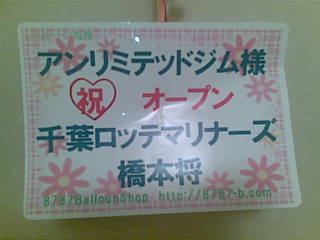 アンリミテッドジム様
祝 オープン
千葉ロッテマリナーズ
橋本将
8787BalloonShop http://8787-b.com